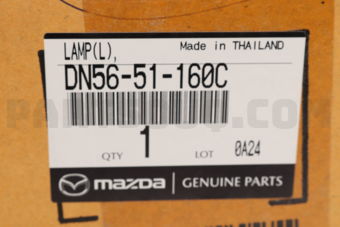 LAMP(L), Made in THAILAND
DN56-51-160C
QTY 1 LOT 0A24
mazda GENUINE PARTS